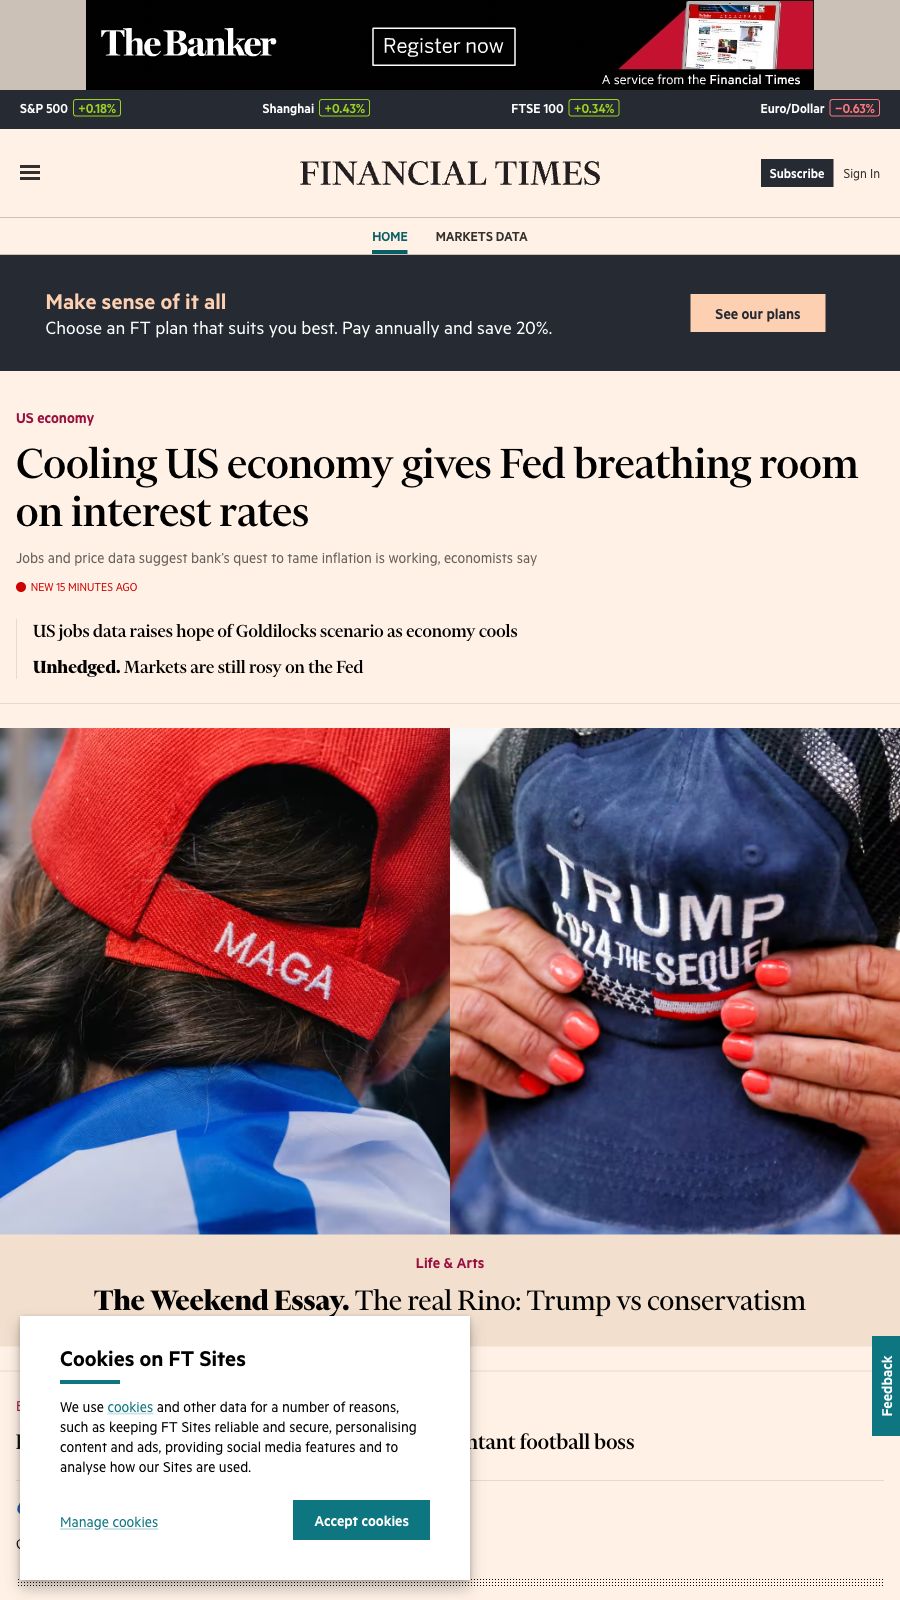 The Banker
Register now
A service from the Financial Times
S&P 500 +0.18% Shanghai +0.43% FTSE 100 +0.34% Euro/Dollar −0.63%
FINANCIAL TIMES
Subscribe Sign In
HOME MARKETS DATA
Make sense of it all
Choose an FT plan that suits you best. Pay annually and save 20%.
See our plans
US economy
Cooling US economy gives Fed breathing room
on interest rates
Jobs and price data suggest bank's quest to tame inflation is working, economists say
NEW 15 MINUTES AGO
US jobs data raises hope of Goldilocks scenario as economy cools
Unhedged. Markets are still rosy on the Fed
MAGA
TRUMP
2024 THE SEQUEL
Life & Arts
The Weekend Essay. The real Rino: Trump vs conservatism
Cookies on FT Sites
We use cookies and other data for a number of reasons,
such as keeping FT Sites reliable and secure, personalising
content and ads, providing social media features and to
analyse how our Sites are used.
Manage cookies
Accept cookies
football boss
Feedback